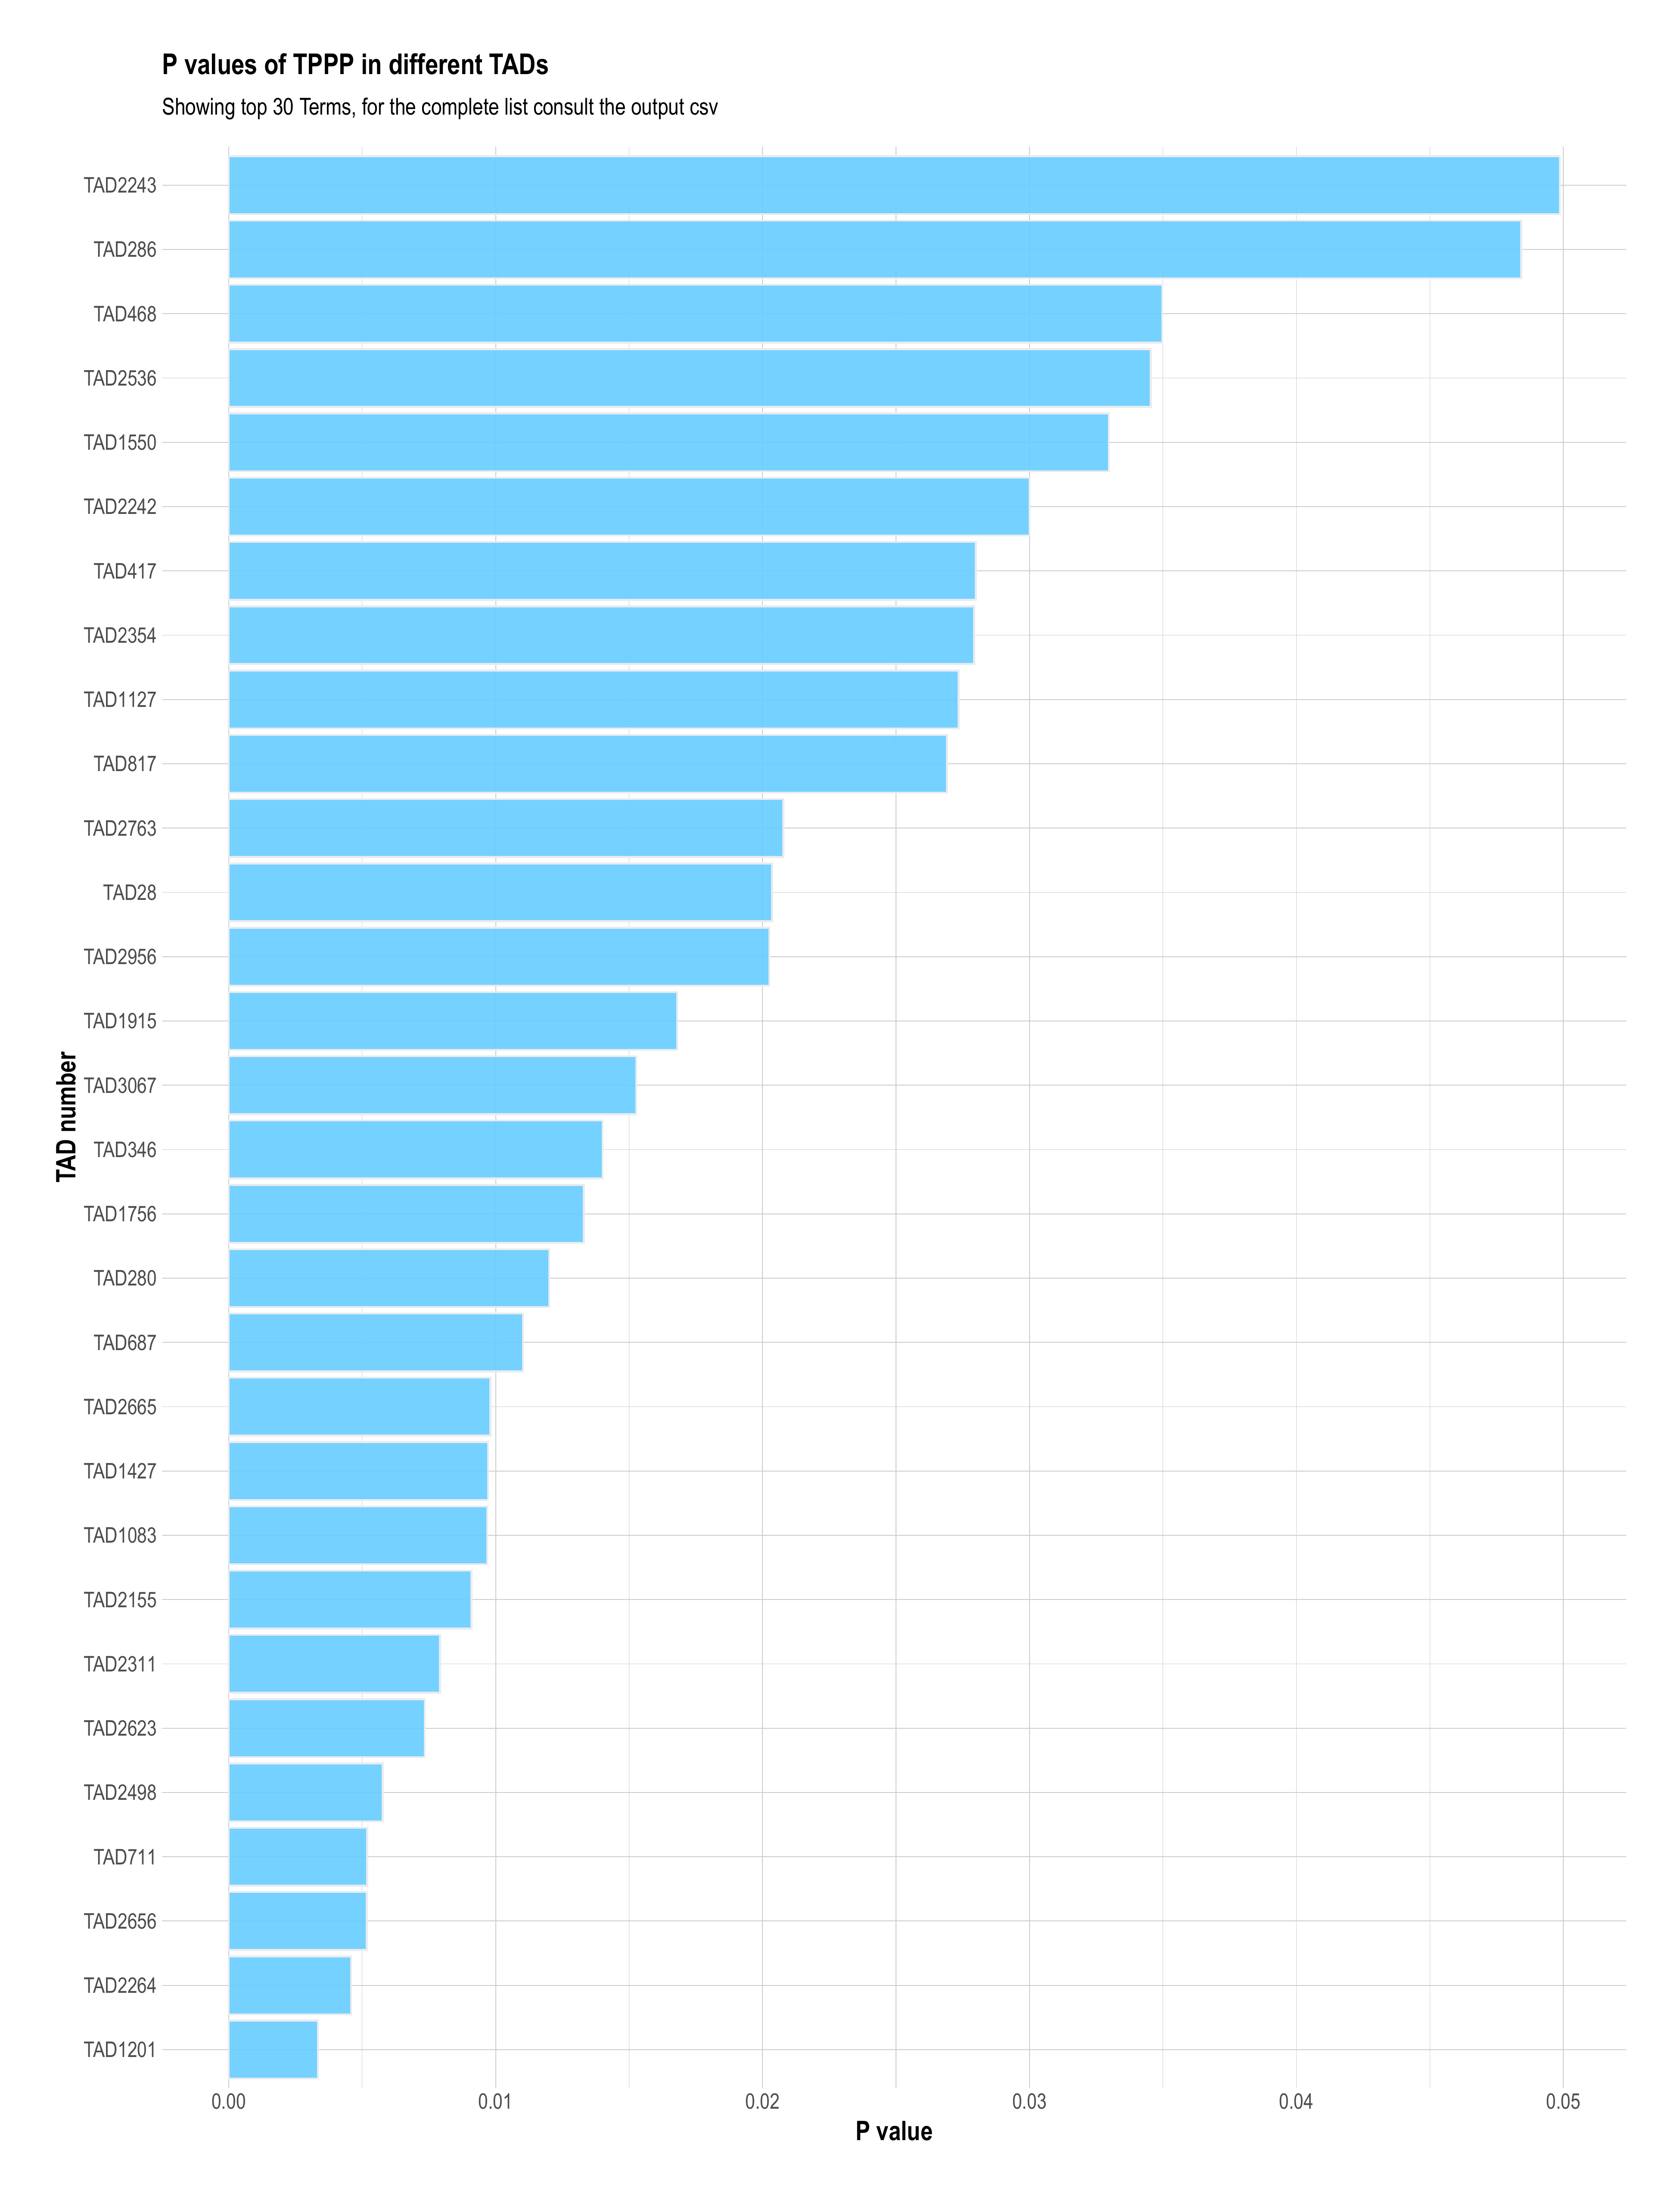 P values of TPPP in different TADs
Showing top 30 Terms, for the complete list consult the output csv
TAD2243
TAD286
TAD468
TAD2536
TAD1550
TAD2242
TAD417
TAD2354
TAD1127
TAD817
TAD2763
TAD28
TAD2956
TAD1915
TAD3067
TAD346
TAD1756
TAD280
TAD687
TAD2665
TAD1427
TAD1083
TAD2155
TAD2311
TAD2623
TAD2498
TAD711
TAD2656
TAD2264
TAD1201
TAD number
0.00 0.01 0.02 0.03 0.04 0.05
P value